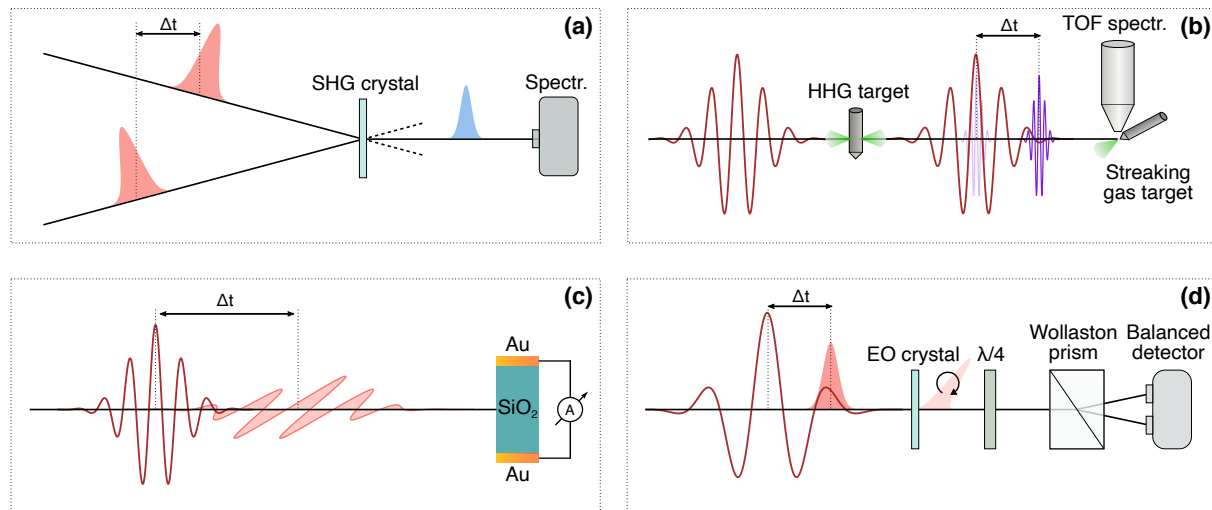 (a)
Δt
SHG crystal
Spectr.
(b)
Δt
TOF spectr.
HHG target
Streaking
gas target
(c)
Δt
Au
SiO₂
A
Au
(d)
Δt
EO crystal
λ/4
Wollaston
prism
Balanced
detector